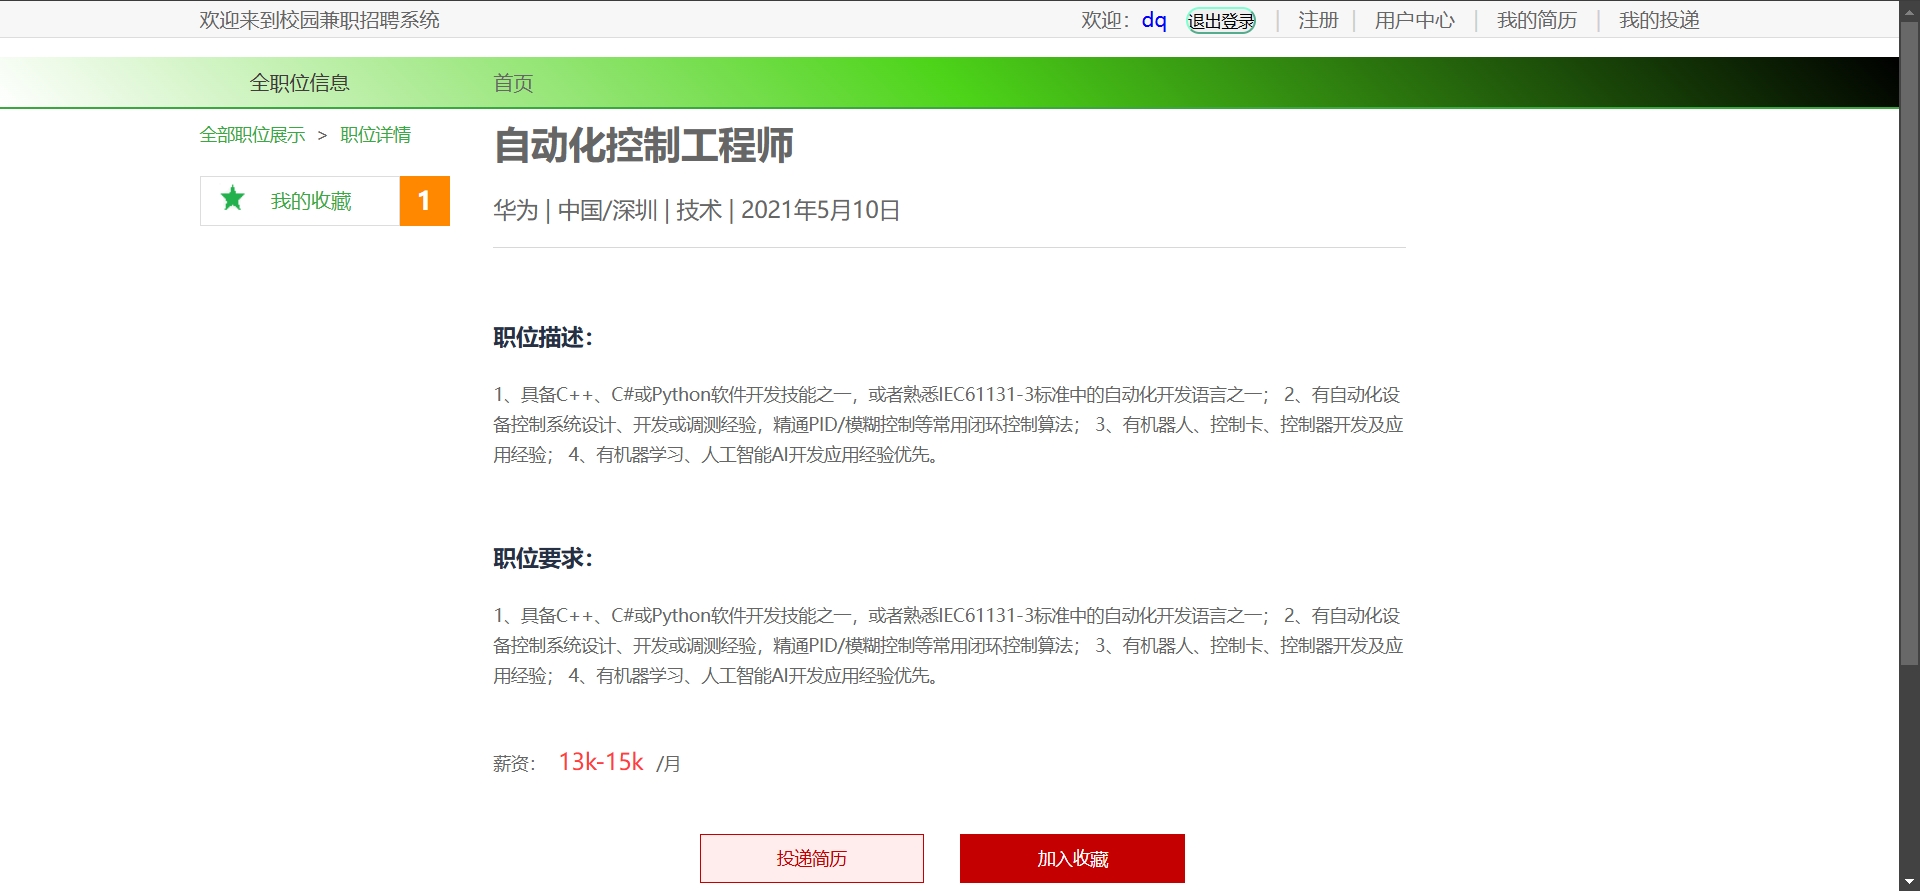 欢迎来到校园兼职招聘系统
欢迎：dq 退出登录 | 注册 | 用户中心 | 我的简历 | 我的投递
全职位信息 首页
全部职位展示 > 职位详情
我的收藏 1
自动化控制工程师
华为 | 中国/深圳 | 技术 | 2021年5月10日
职位描述：
1、具备C++、C#或Python软件开发技能之一，或者熟悉IEC61131-3标准中的自动化开发语言之一； 2、有自动化设
备控制系统设计、开发或调测经验，精通PID/模糊控制等常用闭环控制算法； 3、有机器人、控制卡、控制器开发及应
用经验； 4、有机器学习、人工智能AI开发应用经验优先。
职位要求：
1、具备C++、C#或Python软件开发技能之一，或者熟悉IEC61131-3标准中的自动化开发语言之一； 2、有自动化设
备控制系统设计、开发或调测经验，精通PID/模糊控制等常用闭环控制算法； 3、有机器人、控制卡、控制器开发及应
用经验； 4、有机器学习、人工智能AI开发应用经验优先。
薪资： 13k-15k /月
投递简历 加入收藏